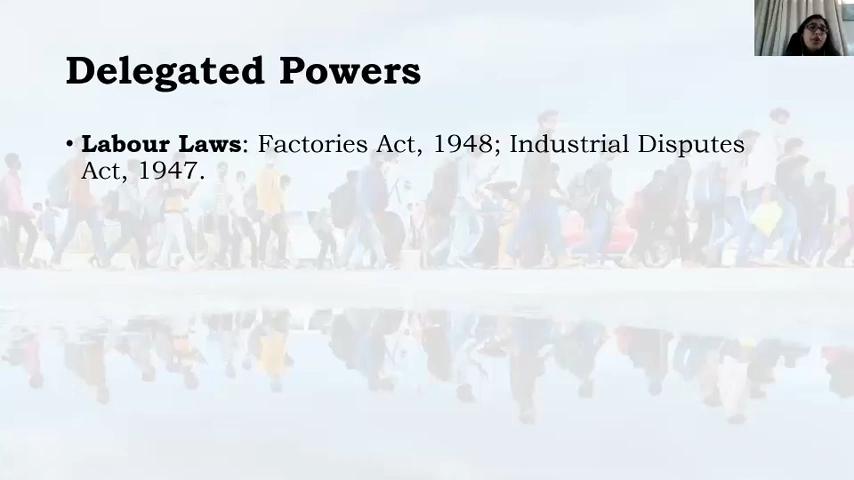 Delegated Powers
• Labour Laws: Factories Act, 1948; Industrial Disputes
Act, 1947.